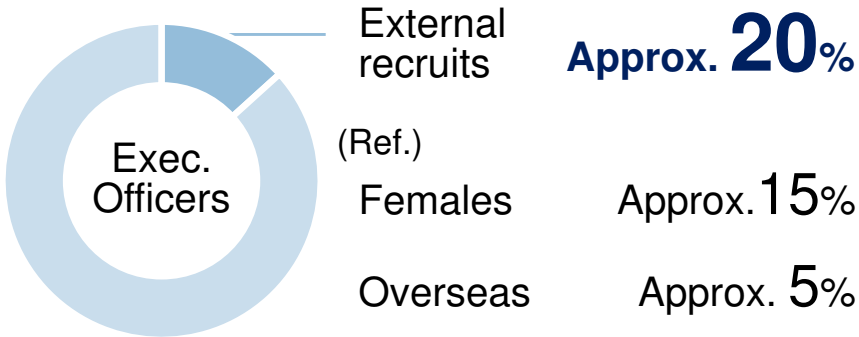 Exec.
Officers
External
recruits
Approx. 20%
(Ref.)
Females Approx.15%
Overseas Approx. 5%